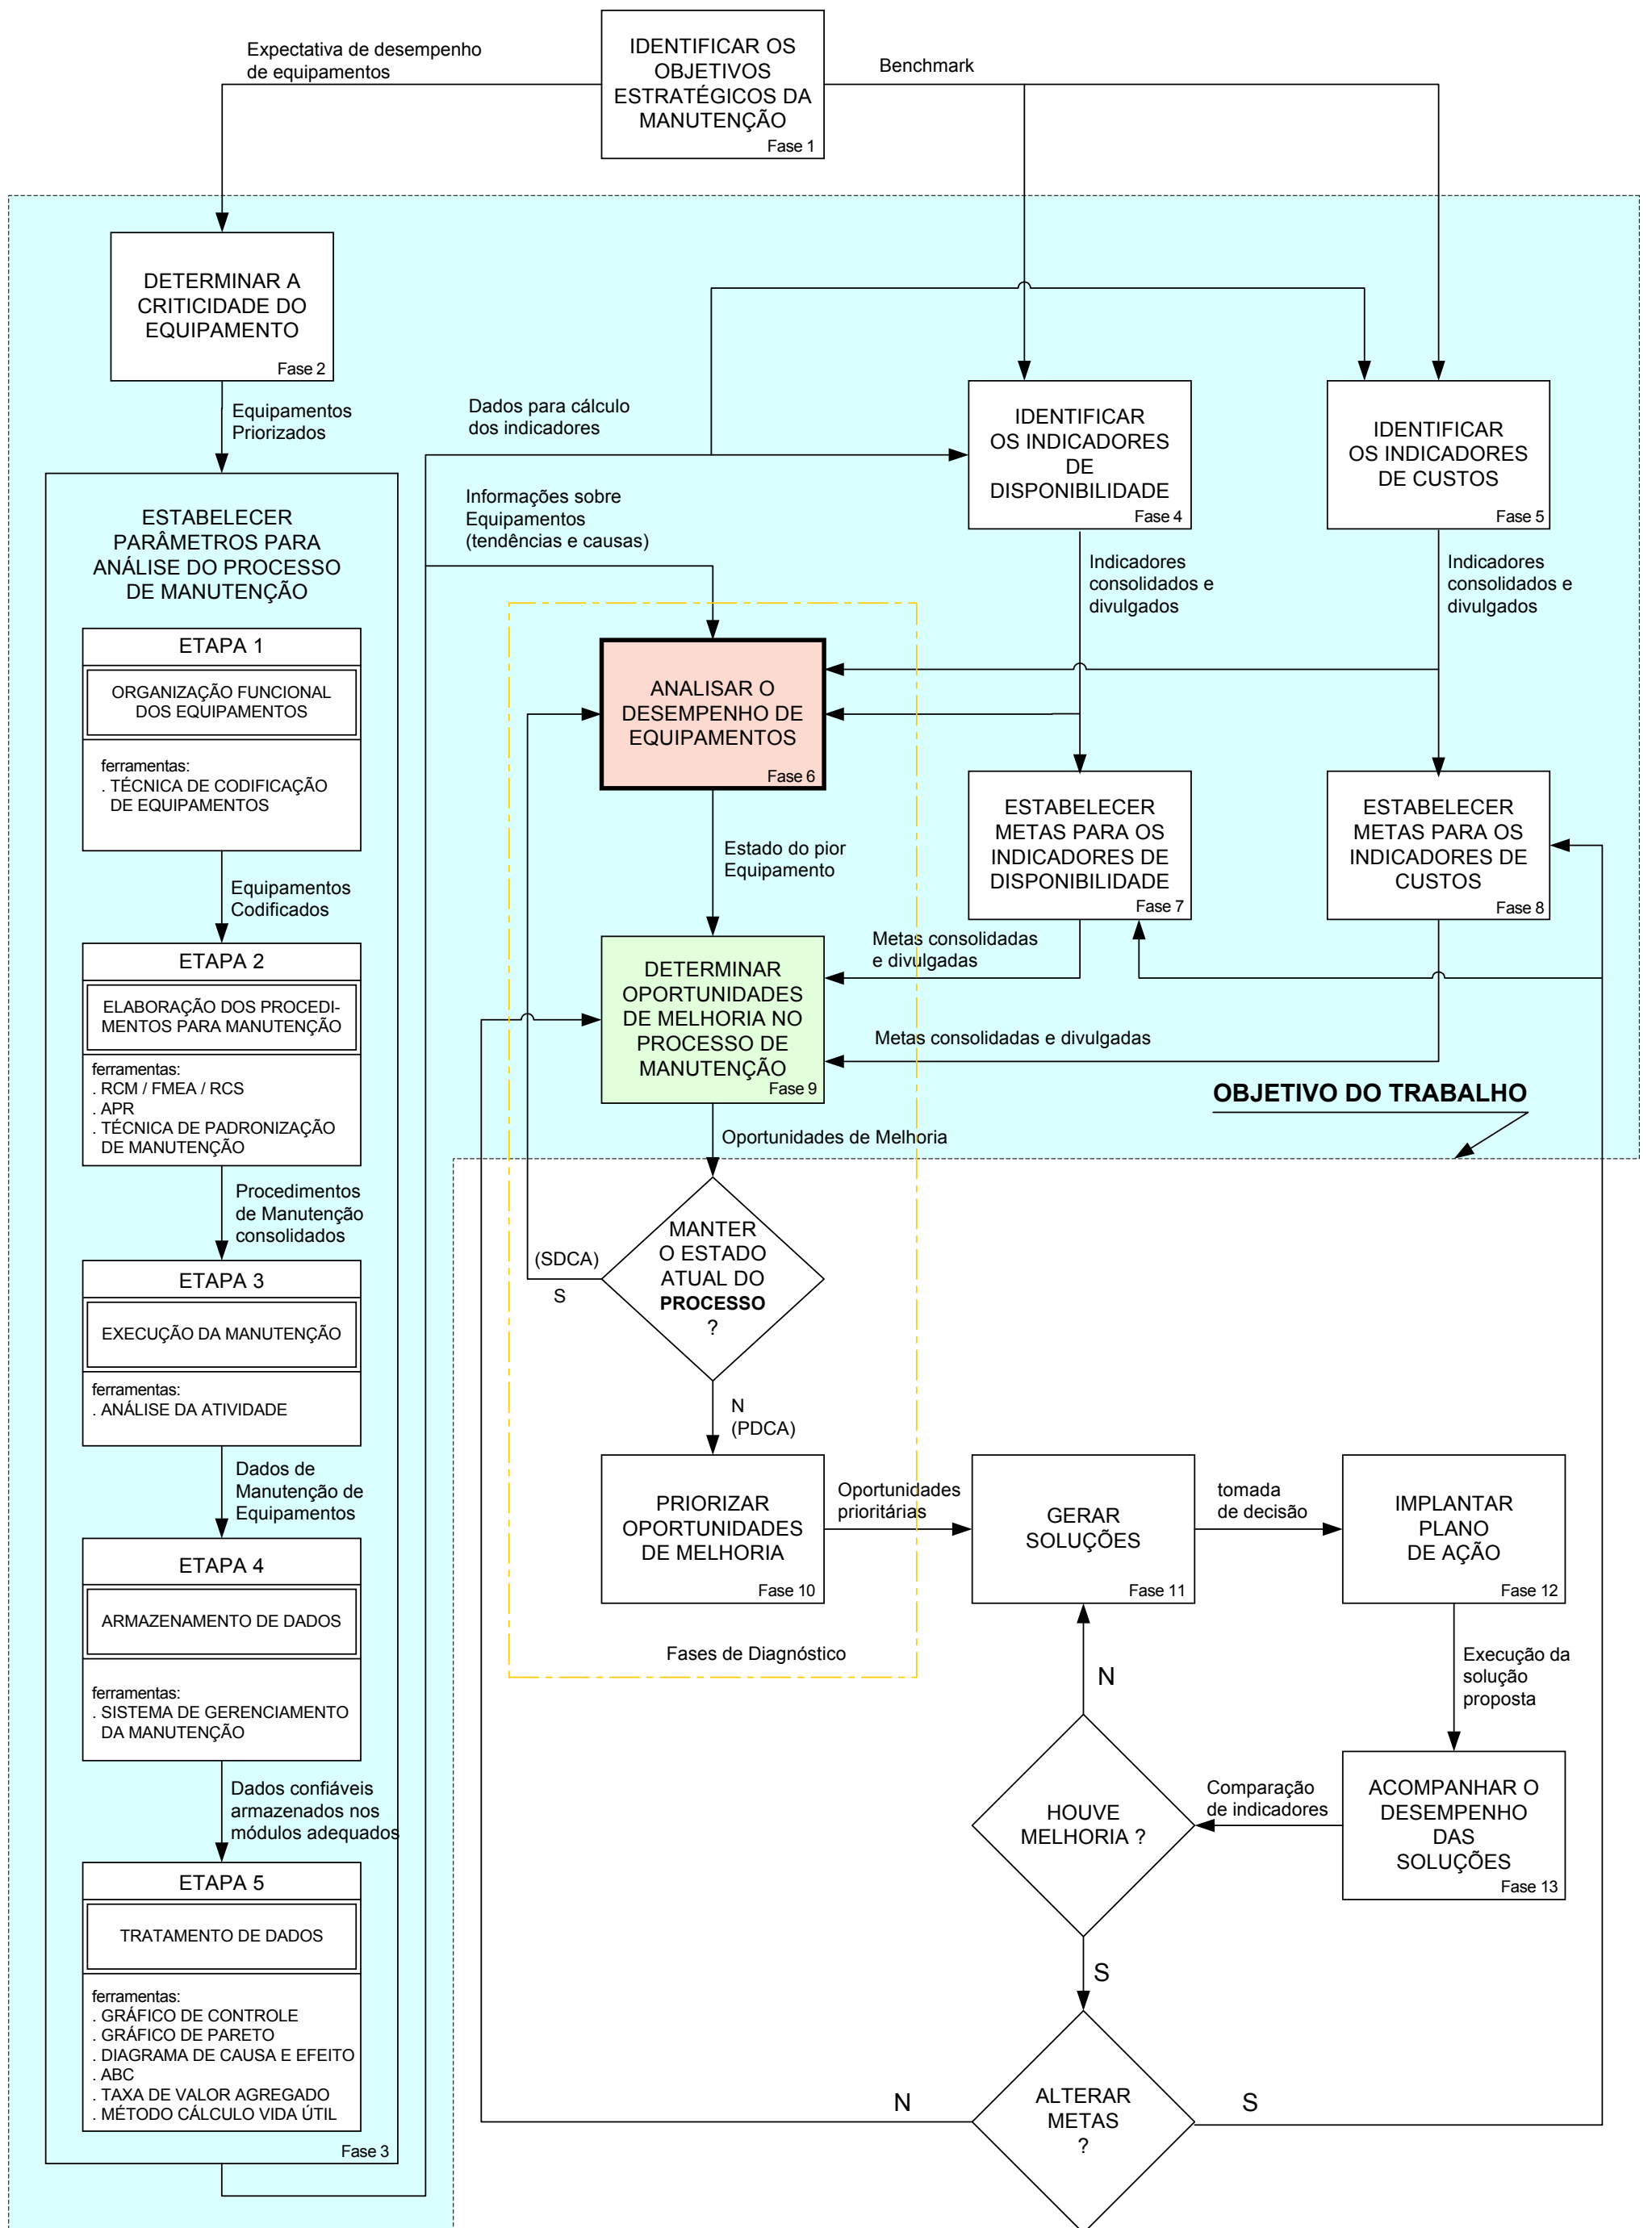 Expectativa de desempenho
de equipamentos
IDENTIFICAR OS
OBJETIVOS
ESTRATÉGICOS DA
MANUTENÇÃO
Fase 1
Benchmark
DETERMINAR A
CRITICIDADE DO
EQUIPAMENTO
Fase 2
Equipamentos
Priorizados
Dados para cálculo
dos indicadores
IDENTIFICAR
OS INDICADORES
DE
DISPONIBILIDADE
Fase 4
IDENTIFICAR
OS INDICADORES
DE CUSTOS
Fase 5
Informações sobre
Equipamentos
(tendências e causas)
Indicadores
consolidados e
divulgados
Indicadores
consolidados e
divulgados
ESTABELECER
PARÂMETROS PARA
ANÁLISE DO PROCESSO
DE MANUTENÇÃO
ETAPA 1
ORGANIZAÇÃO FUNCIONAL
DOS EQUIPAMENTOS
ferramentas:
. TÉCNICA DE CODIFICAÇÃO
DE EQUIPAMENTOS
Equipamentos
Codificados
ETAPA 2
ELABORAÇÃO DOS PROCEDI-
MENTOS PARA MANUTENÇÃO
ferramentas:
. RCM / FMEA / RCS
. APR
. TÉCNICA DE PADRONIZAÇÃO
DE MANUTENÇÃO
Procedimentos
de Manutenção
consolidados
ETAPA 3
EXECUÇÃO DA MANUTENÇÃO
ferramentas:
. ANÁLISE DA ATIVIDADE
Dados de
Manutenção de
Equipamentos
ETAPA 4
ARMAZENAMENTO DE DADOS
ferramentas:
. SISTEMA DE GERENCIAMENTO
DA MANUTENÇÃO
Dados confiáveis
armazenados nos
módulos adequados
ETAPA 5
TRATAMENTO DE DADOS
ferramentas:
. GRÁFICO DE CONTROLE
. GRÁFICO DE PARETO
. DIAGRAMA DE CAUSA E EFEITO
. ABC
. TAXA DE VALOR AGREGADO
. MÉTODO CÁLCULO VIDA ÚTIL
Fase 3
ANALISAR O
DESEMPENHO DE
EQUIPAMENTOS
Fase 6
ESTABELECER
METAS PARA OS
INDICADORES DE
DISPONIBILIDADE
Fase 7
ESTABELECER
METAS PARA OS
INDICADORES DE
CUSTOS
Fase 8
Estado do pior
Equipamento
Metas consolidadas
e divulgadas
DETERMINAR
OPORTUNIDADES
DE MELHORIA NO
PROCESSO DE
MANUTENÇÃO
Fase 9
Metas consolidadas e divulgadas
OBJETIVO DO TRABALHO
Oportunidades de Melhoria
MANTER
O ESTADO
ATUAL DO
PROCESSO
?
(SDCA)
S
N
(PDCA)
PRIORIZAR
OPORTUNIDADES
DE MELHORIA
Fase 10
Oportunidades
prioritárias
GERAR
SOLUÇÕES
Fase 11
tomada
de decisão
IMPLANTAR
PLANO
DE AÇÃO
Fase 12
Fases de Diagnóstico
N
Execução da
solução
proposta
HOUVE
MELHORIA ?
Comparação
de indicadores
ACOMPANHAR O
DESEMPENHO
DAS
SOLUÇÕES
Fase 13
S
N
ALTERAR
METAS
?
S